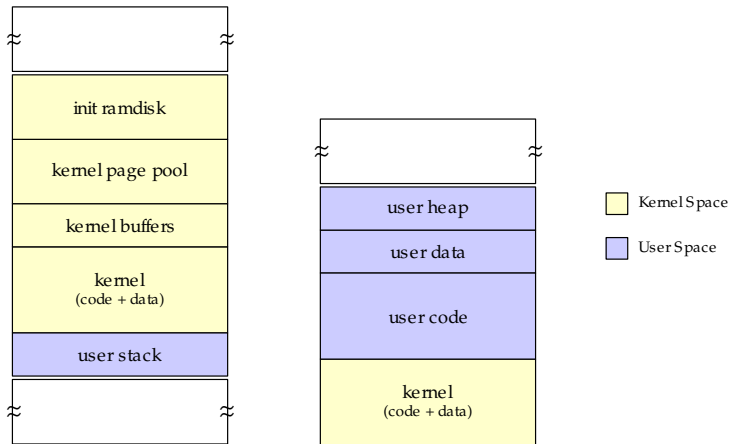 init ramdisk
kernel page pool
kernel buffers
kernel
(code + data)
user stack
user heap
user data
user code
kernel
(code + data)
Kernel Space
User Space